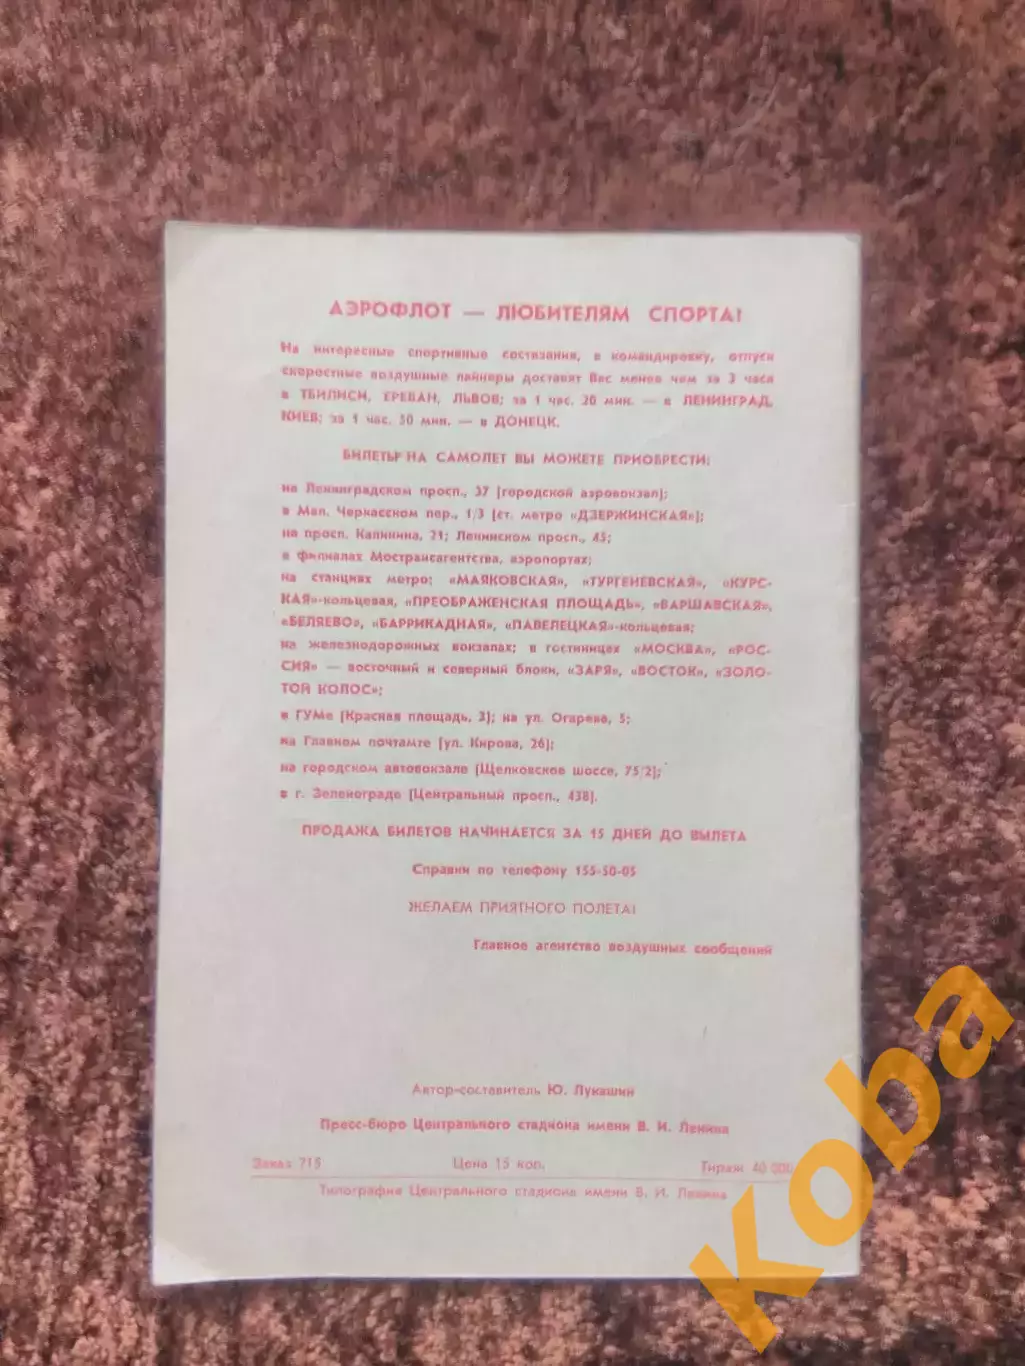 АЭРОФЛОТ — ЛЮБИТЕЛЯМ СПОРТА!
На интересные спортивные состязания, в командировку, отпуск
скоростные воздушные лайнеры доставят Вас менее чем за 3 часа
в ТБИЛИСИ, ЕРЕВАН, ЛЬВОВ; за 1 час. 20 мин. — в ЛЕНИНГРАД,
КИЕВ; за 1 час. 50 мин. — в ДОНЕЦК.
БИЛЕТЫ НА САМОЛЕТ ВЫ МОЖЕТЕ ПРИОБРЕСТИ:
на Ленинградском просп., 37 [городской аэровокзал];
в Мал. Черкасском пер., 1/3 [ст. метро «ДЗЕРЖИНСКАЯ»];
на просп. Калинина, 21; Ленинском просп., 45;
в филиалах Мострансагентства, аэропортах;
на станциях метро: «МАЯКОВСКАЯ», «ТУРГЕНЕВСКАЯ», «КУРС-
КАЯ»-кольцевая, «ПРЕОБРАЖЕНСКАЯ ПЛОЩАДЬ», «ВАРШАВСКАЯ»,
«БЕЛЯЕВО», «БАРРИКАДНАЯ», «ПАВЕЛЕЦКАЯ»-кольцевая;
на железнодорожных вокзалах; в гостиницах «МОСКВА», «РОС-
СИЯ» — восточный и северный блоки, «ЗАРЯ», «ВОСТОК», «ЗОЛО-
ТОЙ КОЛОС»;
в ГУМе [Красная площадь, 3]; на ул. Огарева, 5;
на Главном почтамте [ул. Кирова, 26];
на городском автовокзале [Щелковское шоссе, 75/2];
в г. Зеленограде [Центральный просп., 438].
ПРОДАЖА БИЛЕТОВ НАЧИНАЕТСЯ ЗА 15 ДНЕЙ ДО ВЫЛЕТА
Справки по телефону 155-50-05
ЖЕЛАЕМ ПРИЯТНОГО ПОЛЕТА!
Главное агентство воздушных сообщений
Автор-составитель Ю. Лукашин
Пресс-бюро Центрального стадиона имени В. И. Ленина
Заказ 715 Цена 15 коп. Тираж 40 000
Типография Центрального стадиона имени В. И. Ленина
Koba